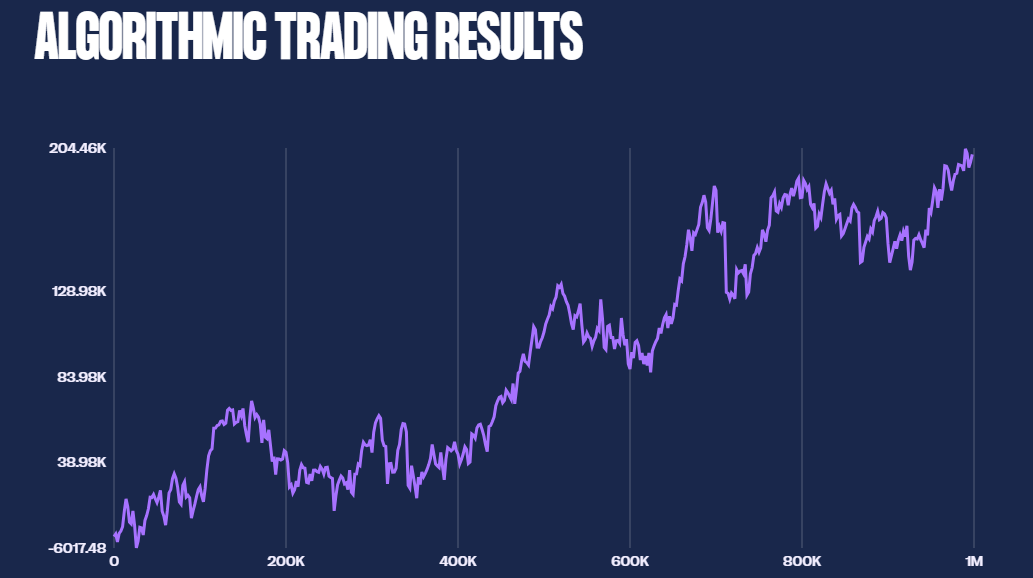 ALGORITHMIC TRADING RESULTS
204.46K
128.98K
83.98K
38.98K
-6017.48
0 200K 400K 600K 800K 1M